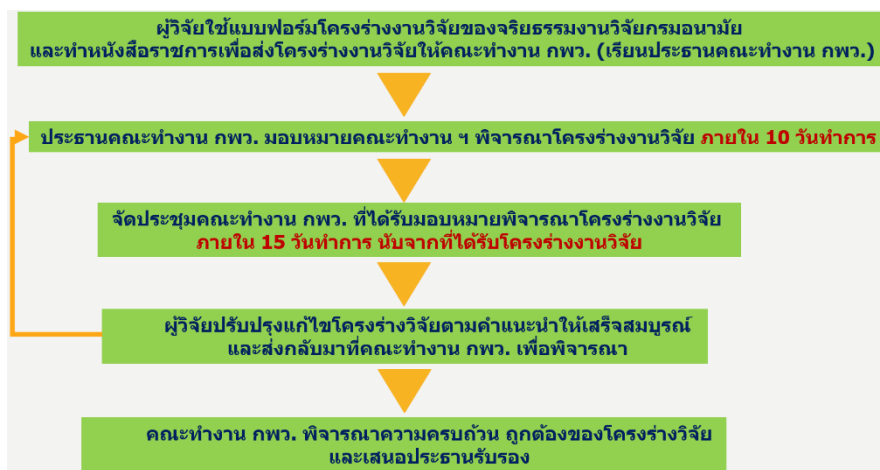 ผู้วิจัยใช้แบบฟอร์มโครงร่างงานวิจัยของจริยธรรมงานวิจัยกรมอนามัย
และทำหนังสือราชการเพื่อส่งโครงร่างงานวิจัยให้คณะทำงาน กพว. (เรียนประธานคณะทำงาน กพว.)
ประธานคณะทำงาน กพว. มอบหมายคณะทำงาน ฯ พิจารณาโครงร่างงานวิจัย ภายใน 10 วันทำการ
จัดประชุมคณะทำงาน กพว. ที่ได้รับมอบหมายพิจารณาโครงร่างงานวิจัย
ภายใน 15 วันทำการ นับจากที่ได้รับโครงร่างงานวิจัย
ผู้วิจัยปรับปรุงแก้ไขโครงร่างวิจัยตามคำแนะนำให้เสร็จสมบูรณ์
และส่งกลับมาที่คณะทำงาน กพว. เพื่อพิจารณา
คณะทำงาน กพว. พิจารณาความครบถ้วน ถูกต้องของโครงร่างวิจัย
และเสนอประธานรับรอง